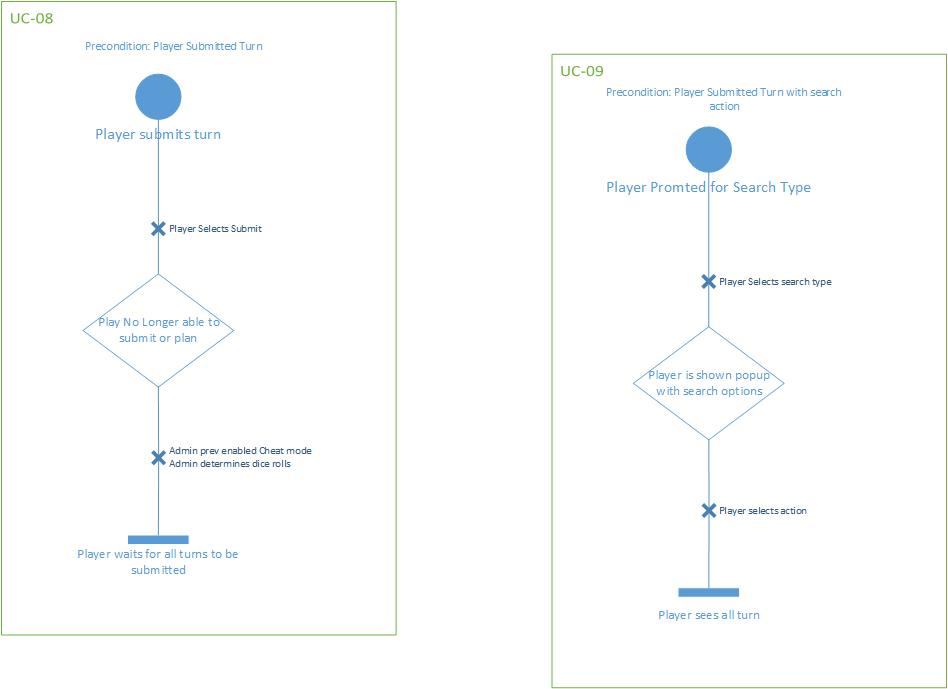 UC-08
Precondition: Player Submitted Turn
Player submits turn
Player Selects Submit
Play No Longer able to
submit or plan
Admin prev enabled Cheat mode
Admin determines dice rolls
Player waits for all turns to be
submitted
UC-09
Precondition: Player Submitted Turn with search
action
Player Promted for Search Type
Player Selects search type
Player is shown popup
with search options
Player selects action
Player sees all turn